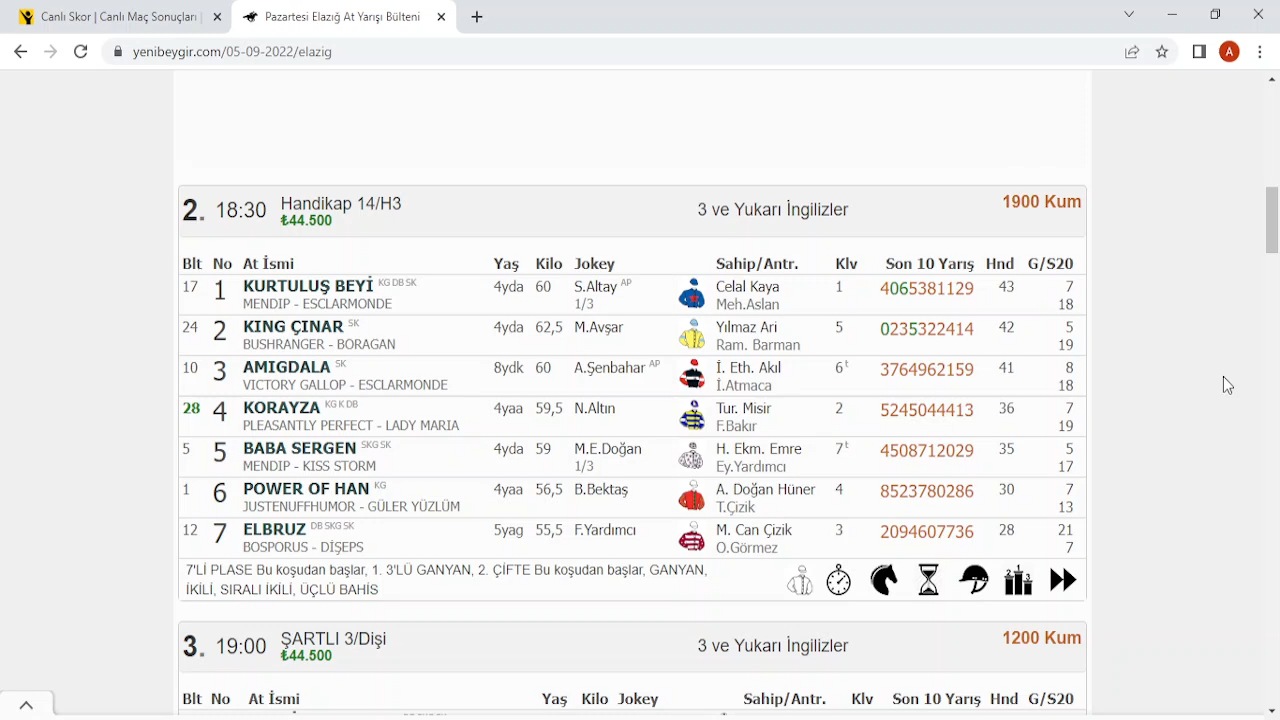 Canlı Skor | Canlı Maç Sonuçları |
Pazartesi Elazığ At Yarışı Bülteni
yenibeygir.com/05-09-2022/elazig
A
2. 18:30 Handikap 14/H3 3 ve Yukarı İngilizler 1900 Kum
₺44.500
Blt No At İsmi Yaş Kilo Jokey Sahip/Antr. Klv Son 10 Yarış Hnd G/S20
17 1 KURTULUŞ BEYİ KG DB SK 4yda 60 S.Altay AP Celal Kaya 1 4065381129 43 7
MENDIP - ESCLARMONDE 1/3 Meh.Aslan 18
24 2 KING ÇINAR SK 4yda 62,5 M.Avşar Yılmaz Ari 5 0235322414 42 5
BUSHRANGER - BORAGAN Ram. Barman 19
10 3 AMIGDALA SK 8ydk 60 A.Şenbahar AP İ. Eth. Akıl 6 t 3764962159 41 8
VICTORY GALLOP - ESCLARMONDE İ.Atmaca 18
28 4 KORAYZA KG K DB 4yaa 59,5 N.Altın Tur. Misir 2 5245044413 36 7
PLEASANTLY PERFECT - LADY MARIA F.Bakır 19
5 5 BABA SERGEN SKG SK 4yda 59 M.E.Doğan H. Ekm. Emre 7 t 4508712029 35 5
MENDIP - KISS STORM 1/3 Ey.Yardımcı 17
1 6 POWER OF HAN KG 4yaa 56,5 B.Bektaş A. Doğan Hüner 4 8523780286 30 7
JUSTENUFFHUMOR - GÜLER YÜZLÜM T.Çizik 13
12 7 ELBRUZ DB SKG SK 5yag 55,5 F.Yardımcı M. Can Çizik 3 2094607736 28 21
BOSPORUS - DİŞEPS O.Görmez 7
7'Lİ PLASE Bu koşudan başlar, 1. 3'LÜ GANYAN, 2. ÇİFTE Bu koşudan başlar, GANYAN,
İKİLİ, SIRALI İKİLİ, ÜÇLÜ BAHİS
3. 19:00 ŞARTLI 3/Dişi 3 ve Yukarı İngilizler 1200 Kum
₺44.500
Blt No At İsmi Yaş Kilo Jokey Sahip/Antr. Klv Son 10 Yarış Hnd G/S20